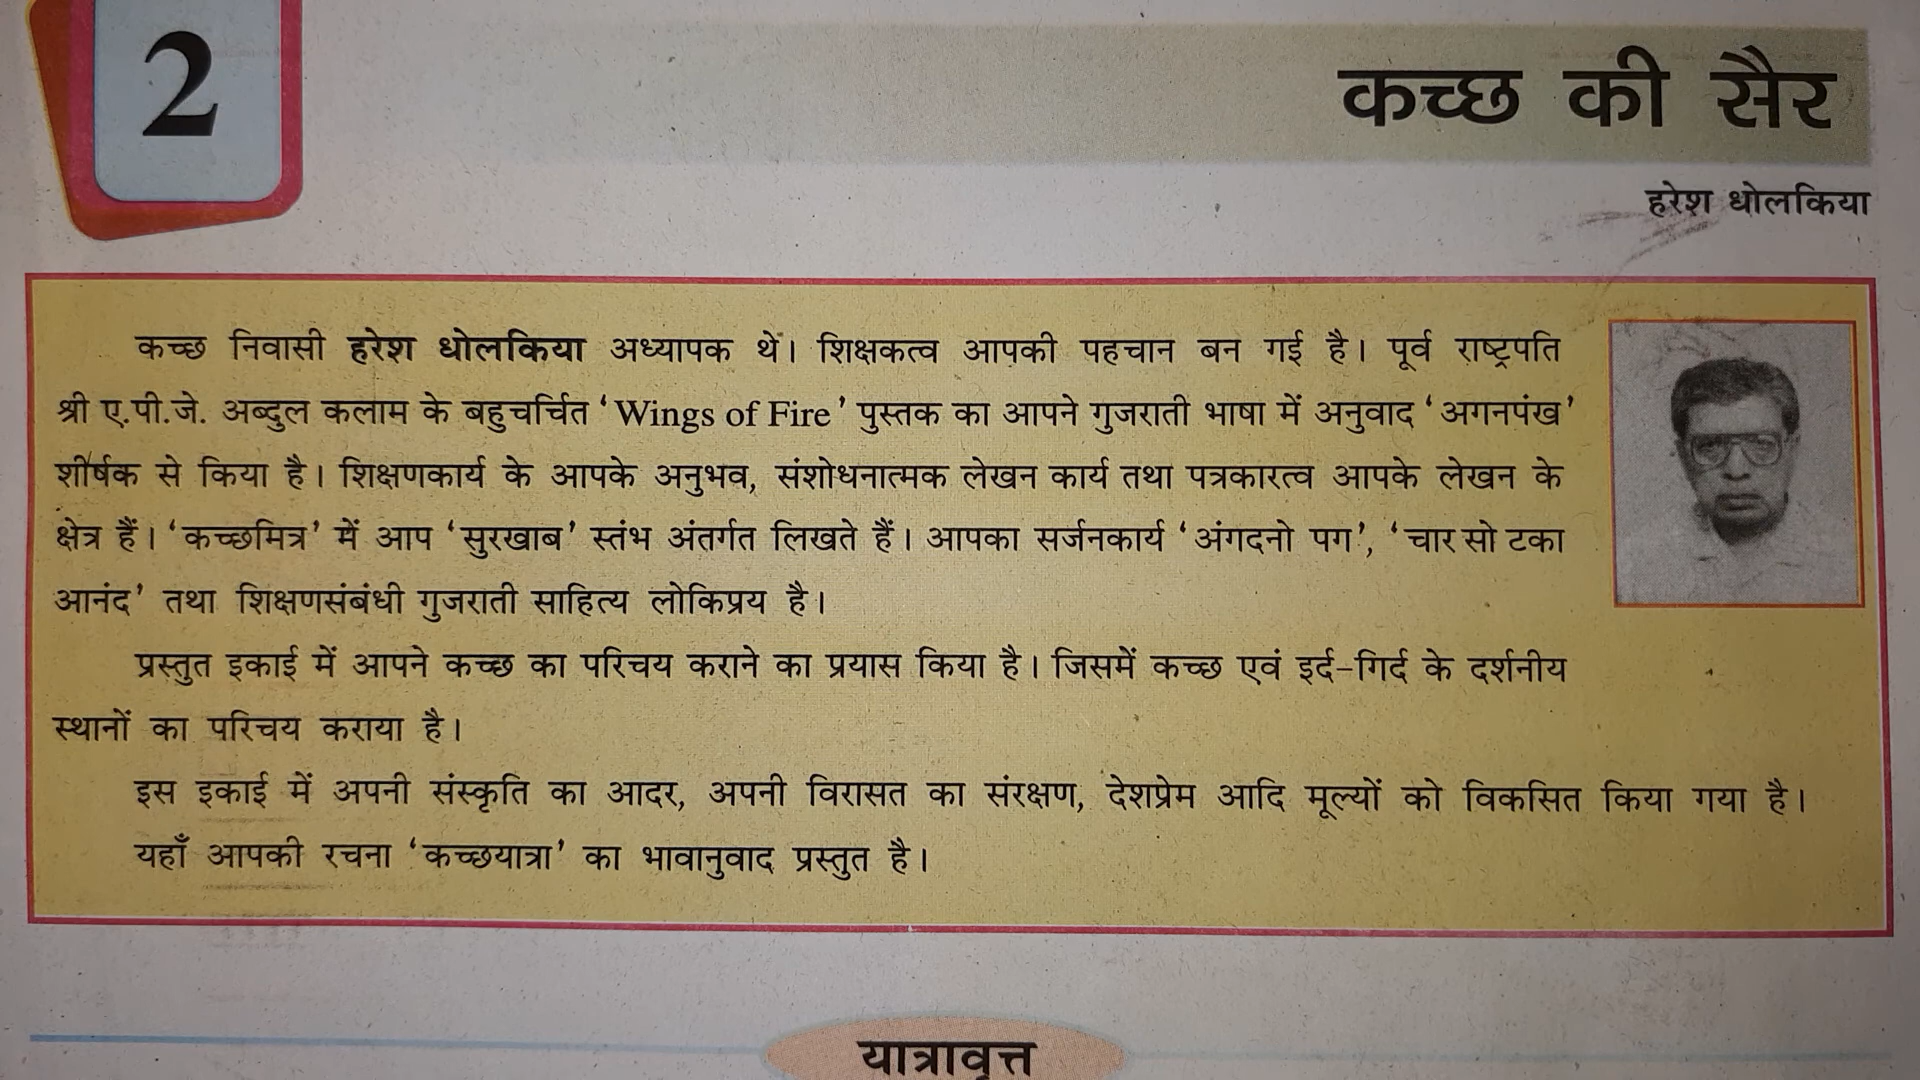 2
कच्छ की सैर
हरेश धोलकिया
कच्छ निवासी हरेश धोलकिया अध्यापक थे। शिक्षकत्व आपकी पहचान बन गई है। पूर्व राष्ट्रपति
श्री ए.पी.जे. अब्दुल कलाम के बहुचर्चित ‘Wings of Fire’ पुस्तक का आपने गुजराती भाषा में अनुवाद ‘अगनपंख’
शीर्षक से किया है। शिक्षणकार्य के आपके अनुभव, संशोधनात्मक लेखन कार्य तथा पत्रकारत्व आपके लेखन के
क्षेत्र हैं। ‘कच्छमित्र’ में आप ‘सुरखाब’ स्तंभ अंतर्गत लिखते हैं। आपका सर्जनकार्य ‘अंगदनो पग’, ‘चार सो टका
आनंद’ तथा शिक्षणसंबंधी गुजराती साहित्य लोकप्रिय है।
प्रस्तुत इकाई में आपने कच्छ का परिचय कराने का प्रयास किया है। जिसमें कच्छ एवं इर्द-गिर्द के दर्शनीय
स्थानों का परिचय कराया है।
इस इकाई में अपनी संस्कृति का आदर, अपनी विरासत का संरक्षण, देशप्रेम आदि मूल्यों को विकसित किया गया है।
यहाँ आपकी रचना ‘कच्छयात्रा’ का भावानुवाद प्रस्तुत है।
यात्रावृत्त